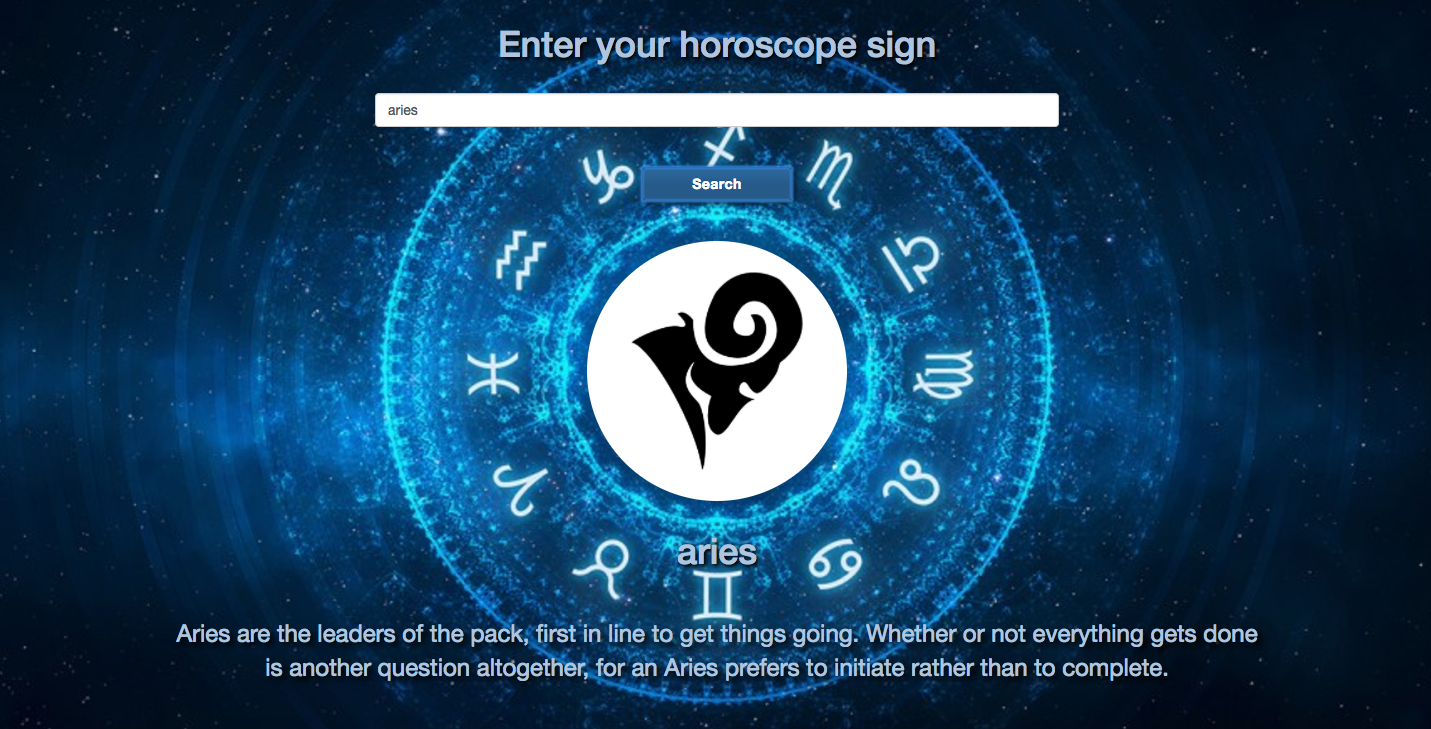 Enter your horoscope sign
aries
Search
aries
Aries are the leaders of the pack, first in line to get things going. Whether or not everything gets done
is another question altogether, for an Aries prefers to initiate rather than to complete.